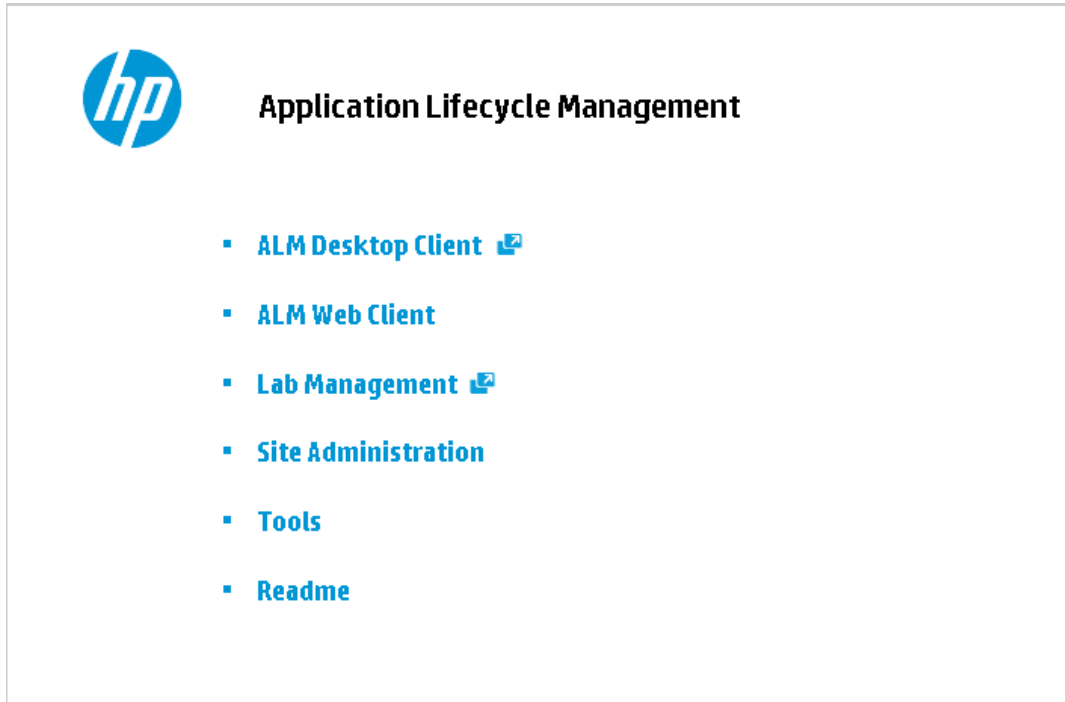 hp
Application Lifecycle Management
ALM Desktop Client
ALM Web Client
Lab Management
Site Administration
Tools
Readme